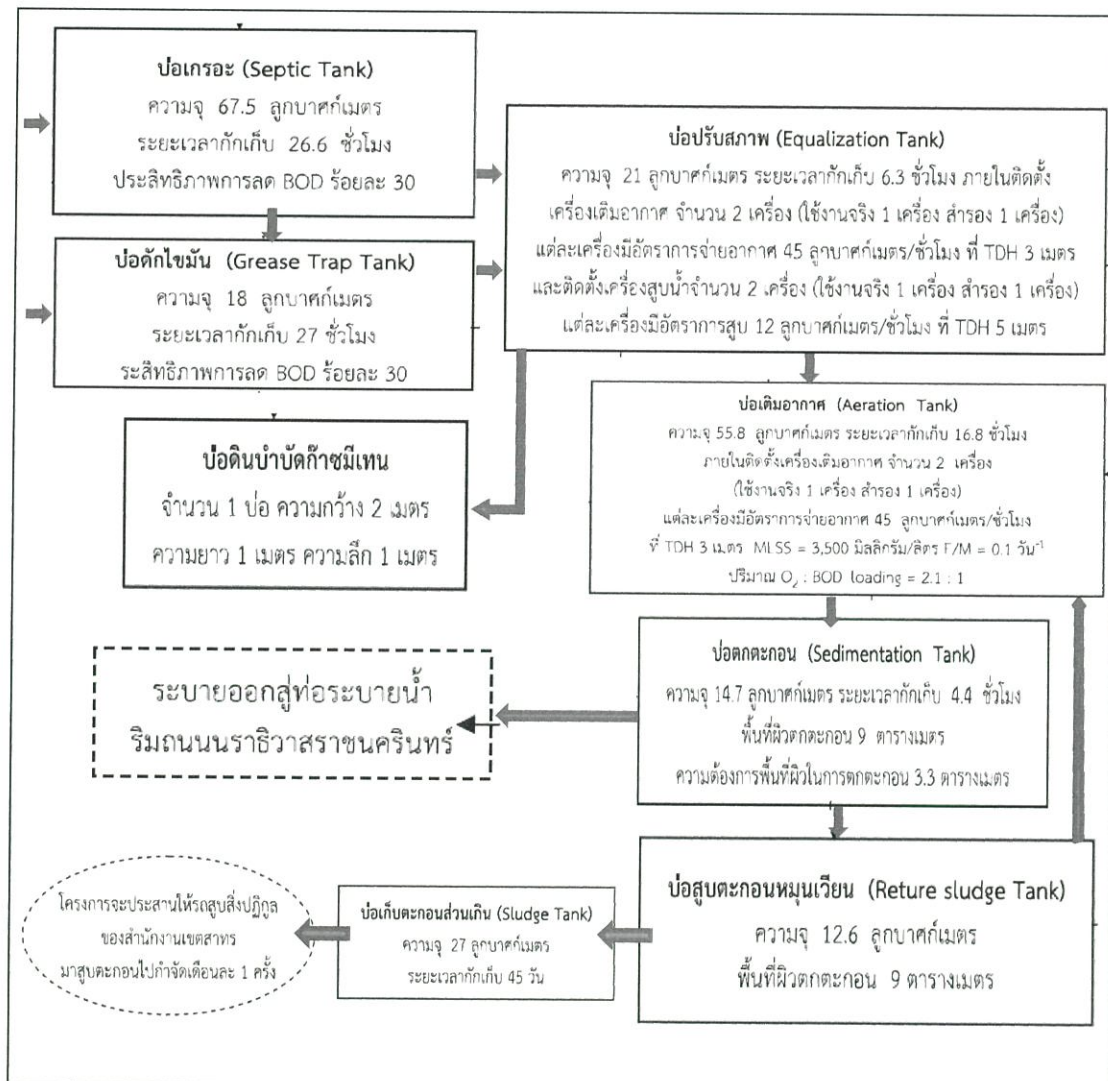 บ่อเกรอะ (Septic Tank)
ความจุ 67.5 ลูกบาศก์เมตร
ระยะเวลากักเก็บ 26.6 ชั่วโมง
ประสิทธิภาพการลด BOD ร้อยละ 30
บ่อดักไขมัน (Grease Trap Tank)
ความจุ 18 ลูกบาศก์เมตร
ระยะเวลากักเก็บ 27 ชั่วโมง
ระสิทธิภาพการลด BOD ร้อยละ 30
บ่อปรับสภาพ (Equalization Tank)
ความจุ 21 ลูกบาศก์เมตร ระยะเวลากักเก็บ 6.3 ชั่วโมง ภายในติดตั้ง
เครื่องเติมอากาศ จำนวน 2 เครื่อง (ใช้งานจริง 1 เครื่อง สำรอง 1 เครื่อง)
แต่ละเครื่องมีอัตราการจ่ายอากาศ 45 ลูกบาศก์เมตร/ชั่วโมง ที่ TDH 3 เมตร
และติดตั้งเครื่องสูบน้ำจำนวน 2 เครื่อง (ใช้งานจริง 1 เครื่อง สำรอง 1 เครื่อง)
แต่ละเครื่องมีอัตราการสูบ 12 ลูกบาศก์เมตร/ชั่วโมง ที่ TDH 5 เมตร
บ่อดินบำบัดก๊าซมีเทน
จำนวน 1 บ่อ ความกว้าง 2 เมตร
ความยาว 1 เมตร ความลึก 1 เมตร
บ่อเติมอากาศ (Aeration Tank)
ความจุ 55.8 ลูกบาศก์เมตร ระยะเวลากักเก็บ 16.8 ชั่วโมง
ภายในติดตั้งเครื่องเติมอากาศ จำนวน 2 เครื่อง
(ใช้งานจริง 1 เครื่อง สำรอง 1 เครื่อง)
แต่ละเครื่องมีอัตราการจ่ายอากาศ 45 ลูกบาศก์เมตร/ชั่วโมง
ที่ TDH 3 เมตร MLSS = 3,500 มิลลิกรัม/ลิตร F/M = 0.1 วัน⁻¹
ปริมาณ O₂ : BOD loading = 2.1 : 1
บ่อตกตะกอน (Sedimentation Tank)
ความจุ 14.7 ลูกบาศก์เมตร ระยะเวลากักเก็บ 4.4 ชั่วโมง
พื้นที่ผิวตกตะกอน 9 ตารางเมตร
ความต้องการพื้นที่ผิวในการตกตะกอน 3.3 ตารางเมตร
ระบายออกสู่ท่อระบายน้ำ
ริมถนนนราธิวาสราชนครินทร์
บ่อสูบตะกอนหมุนเวียน (Reture sludge Tank)
ความจุ 12.6 ลูกบาศก์เมตร
พื้นที่ผิวตกตะกอน 9 ตารางเมตร
บ่อเก็บตะกอนส่วนเกิน (Sludge Tank)
ความจุ 27 ลูกบาศก์เมตร
ระยะเวลากักเก็บ 45 วัน
โครงการจะประสานให้รถสูบสิ่งปฏิกูล
ของสำนักงานเขตสาทร
มาสูบตะกอนไปกำจัดเดือนละ 1 ครั้ง